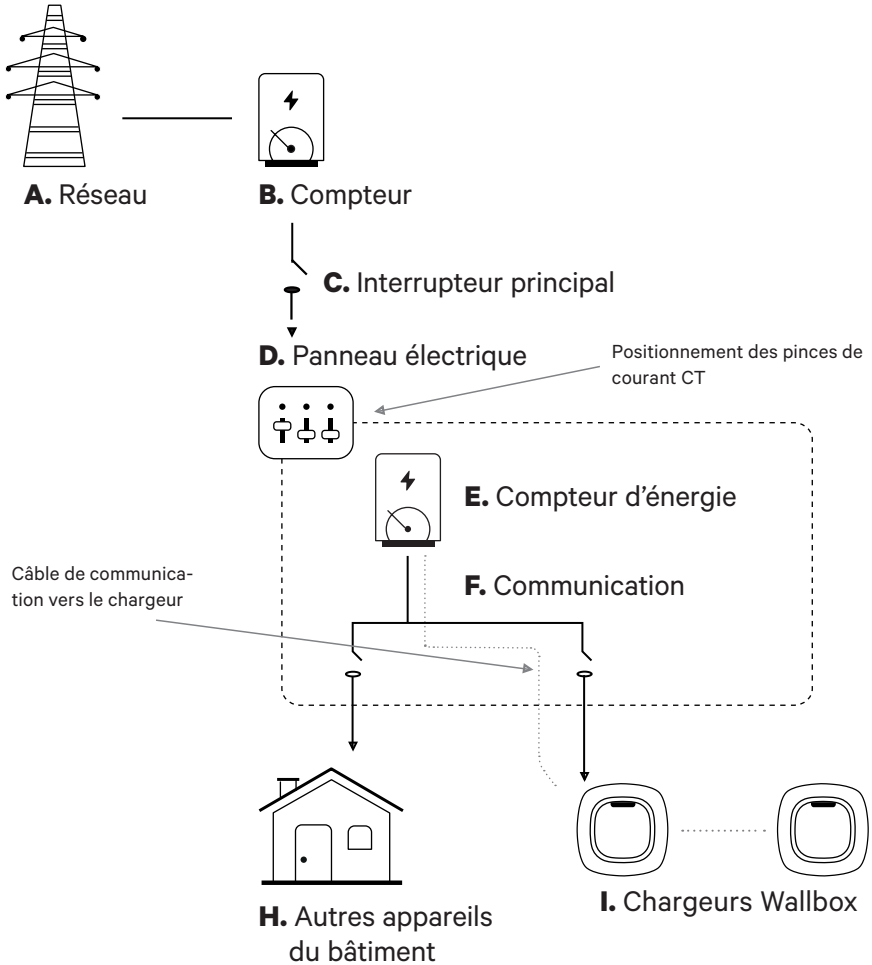 A. Réseau
B. Compteur
C. Interrupteur principal
D. Panneau électrique
Positionnement des pinces de
courant CT
E. Compteur d’énergie
Câble de communica-
tion vers le chargeur
F. Communication
H. Autres appareils
du bâtiment
I. Chargeurs Wallbox